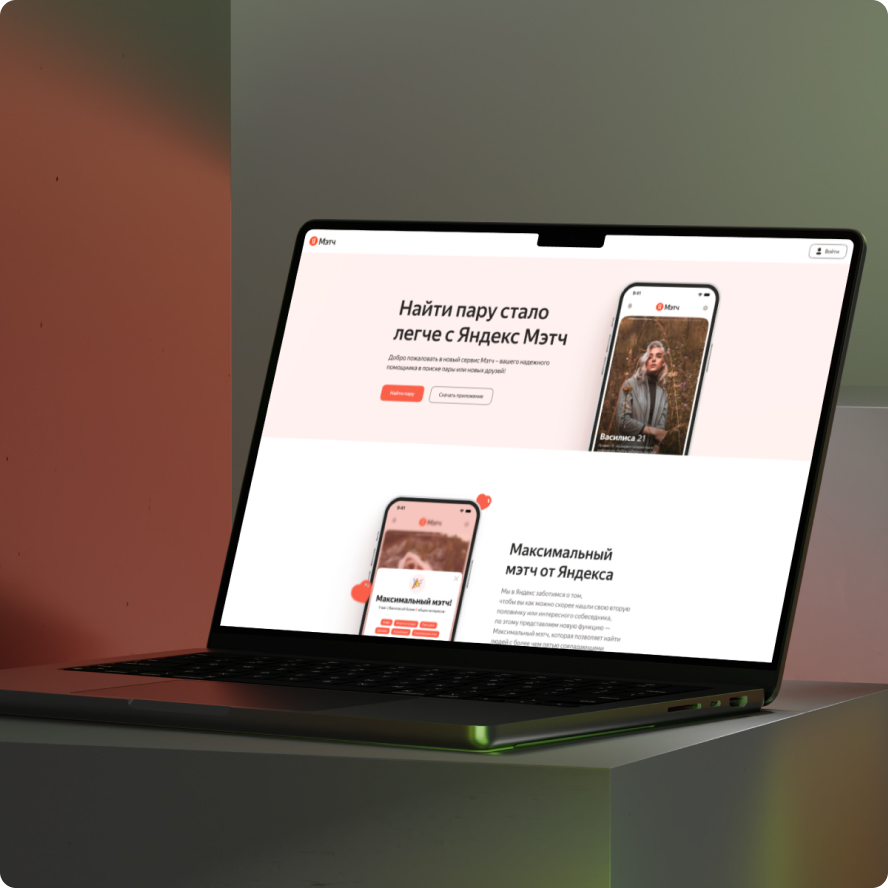 Я Мэтч
Войти
Найти пару стало
легче с Яндекс Мэтч
Добро пожаловать в новый сервис Мэтч – вашего надежного
помощника в поиске пары или новых друзей!
Найти пару
Скачать приложение
9:41
Я Мэтч
Василиса 21
9:41
Я Мэтч
Максимальный мэтч!
Максимальный
мэтч от Яндекса
Мы в Яндекс заботимся о том,
чтобы вы как можно скорее нашли свою вторую
половинку или интересного собеседника,
по этому представляем новую функцию —
Максимальный мэтч, которая позволяет найти
людей с более чем пятью совпадающими